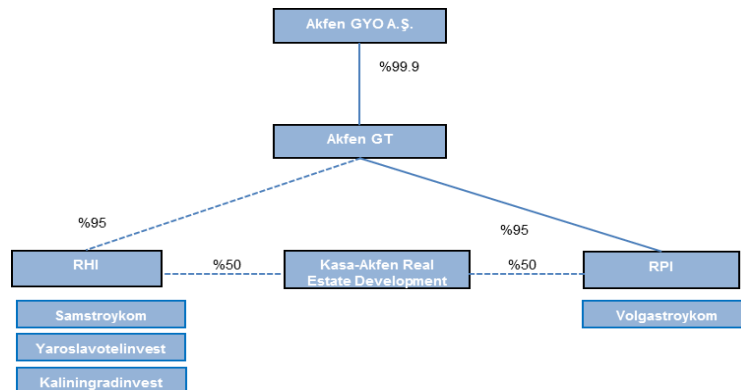 Akfen GYO A.Ş.
%99.9
Akfen GT
%95
%95
RHI
%50
Kasa-Akfen Real
Estate Development
%50
RPI
Samstroykom
Volgastroykom
Yaroslavotelinvest
Kaliningradinvest